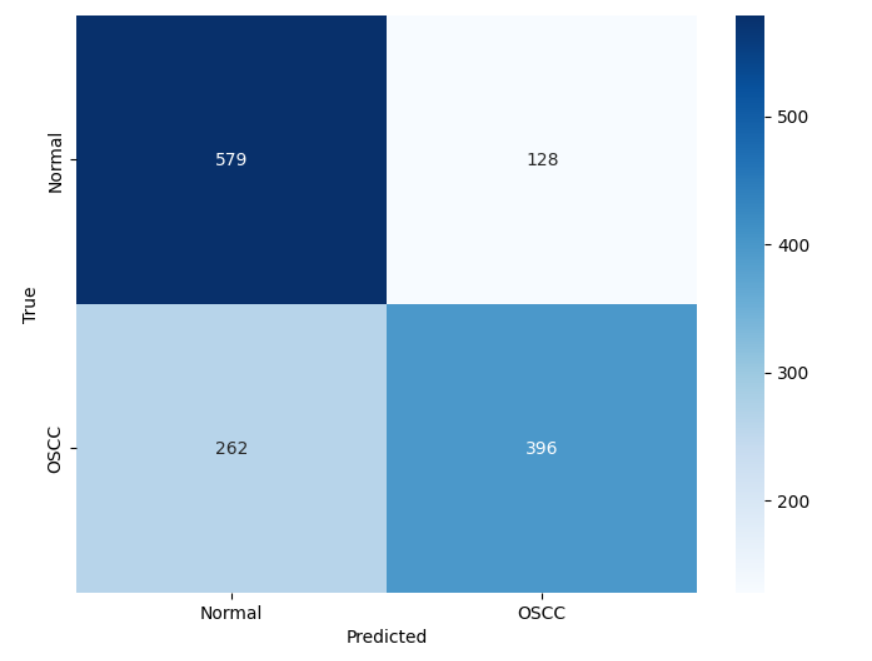 Normal
579
128
True
OSCC
262
396
Normal
OSCC
Predicted
500
400
300
200